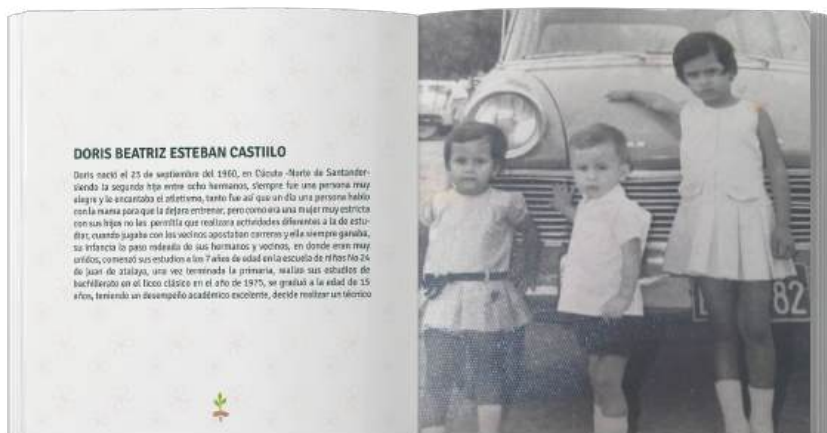 DORIS BEATRIZ ESTEBAN CASTIILO
Doris nació el 25 de septiembre del 1960, en Cúcuta -Norte de Santander-
siendo la segunda hija entre ocho hermanos, siempre fue una persona muy
alegre y le encantaba el atletismo, tanto fue así que un día una persona hablo
con la mama para que la dejara entrenar, pero como era una mujer muy estricta
con sus hijos no les permitía que realizara actividades diferentes a la de estu-
diar, cuando jugaba con los vecinos apostaban carreras y ella siempre ganaba,
su infancia la paso rodeada de sus hermanos y vecinos, en donde eran muy
unidos, comenzó sus estudios a los 7 años de edad en la escuela de niñas No 24
de juan de atalaya, una vez terminada la primaria, realizo sus estudios de
bachillerato en el liceo clásico en el año de 1975, se graduó a la edad de 15
años, teniendo un desempeño académico excelente, decide realizar un técnico
82